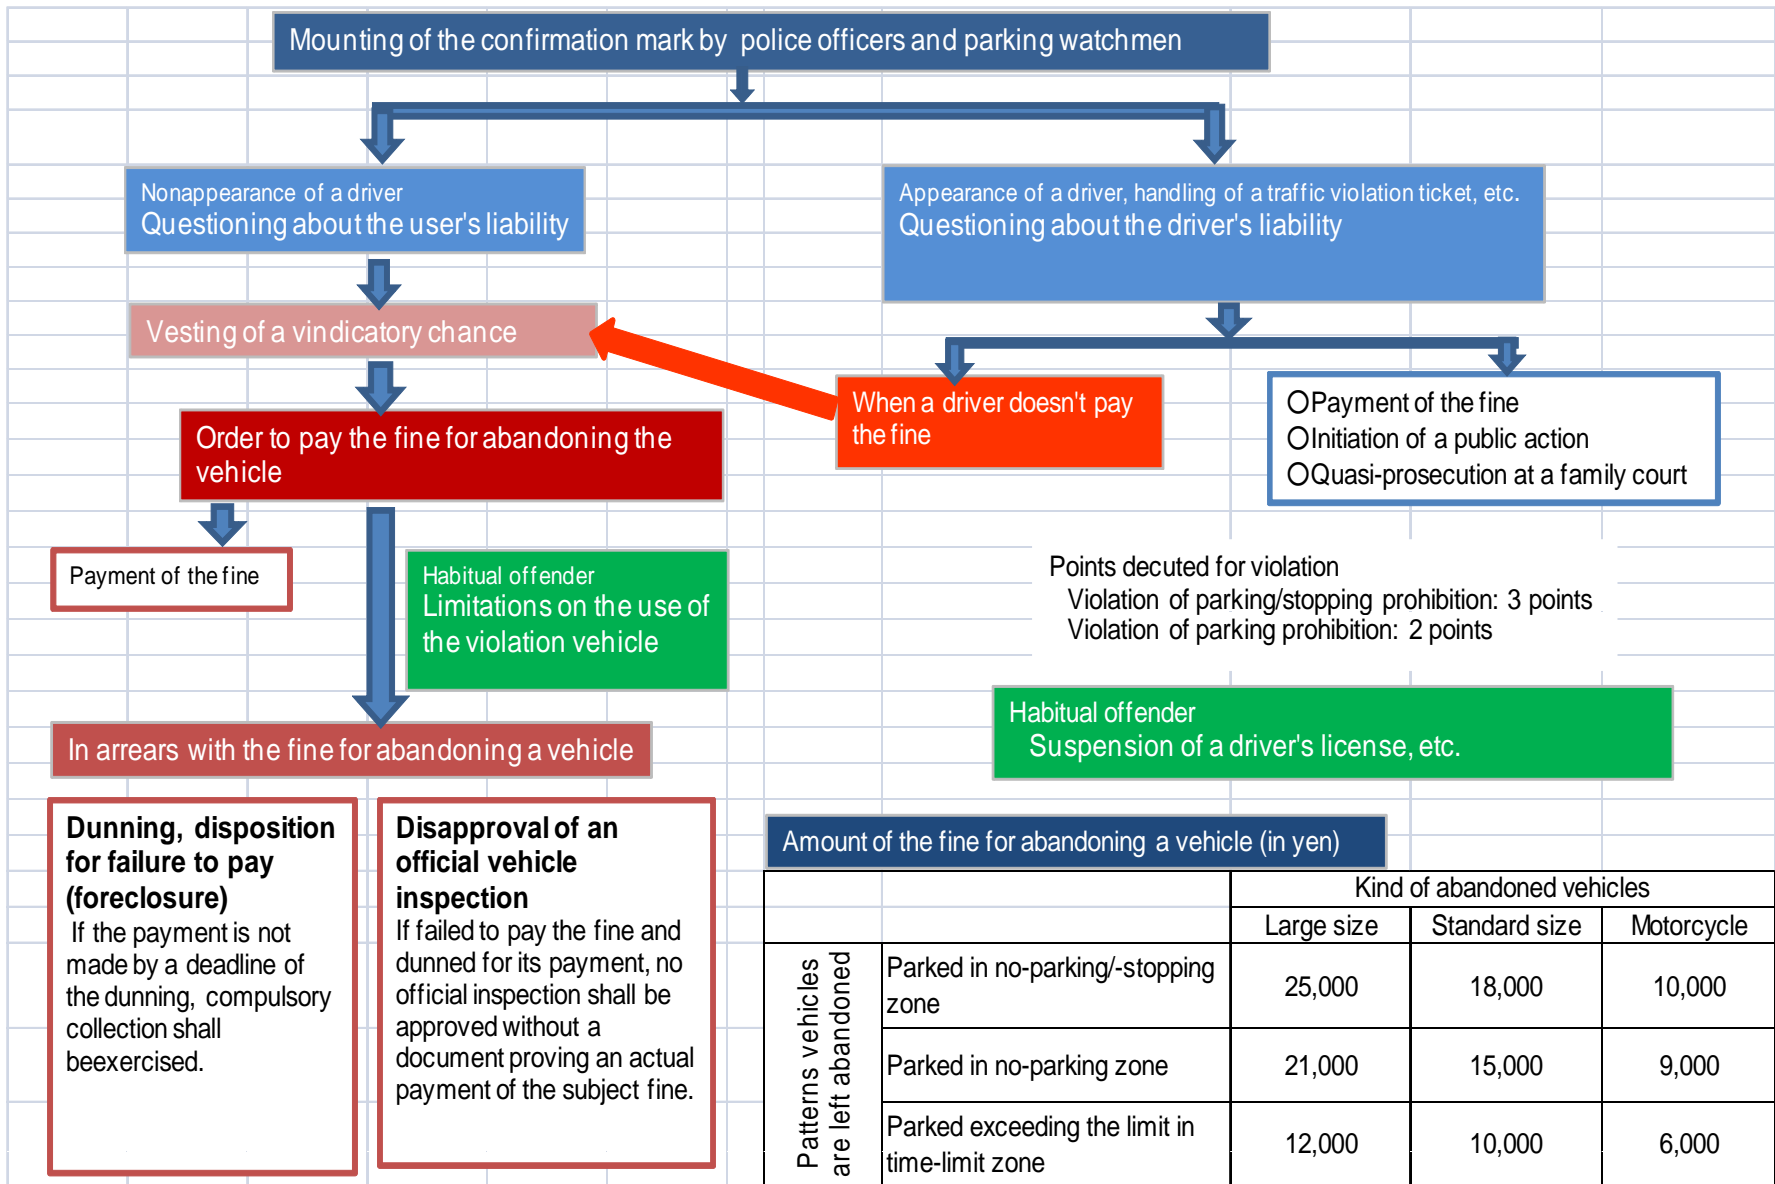 Mounting of the confirmation mark by police officers and parking watchmen
Nonappearance of a driver
Questioning about the user's liability
Appearance of a driver, handling of a traffic violation ticket, etc.
Questioning about the driver's liability
Vesting of a vindicatory chance
When a driver doesn't pay
the fine
○Payment of the fine
○Initiation of a public action
○Quasi-prosecution at a family court
Order to pay the fine for abandoning the
vehicle
Payment of the fine
Habitual offender
Limitations on the use of
the violation vehicle
Points decuted for violation
Violation of parking/stopping prohibition: 3 points
Violation of parking prohibition: 2 points
Habitual offender
Suspension of a driver's license, etc.
In arrears with the fine for abandoning a vehicle
Dunning, disposition
for failure to pay
(foreclosure)
If the payment is not
made by a deadline of
the dunning, compulsory
collection shall
beexercised.
Disapproval of an
official vehicle
inspection
If failed to pay the fine and
dunned for its payment, no
official inspection shall be
approved without a
document proving an actual
payment of the subject fine.
Amount of the fine for abandoning a vehicle (in yen)
Kind of abandoned vehicles
Large size Standard size Motorcycle
Patterns vehicles
are left abandoned
Parked in no-parking/-stopping
zone
25,000 18,000 10,000
Parked in no-parking zone 21,000 15,000 9,000
Parked exceeding the limit in
time-limit zone
12,000 10,000 6,000